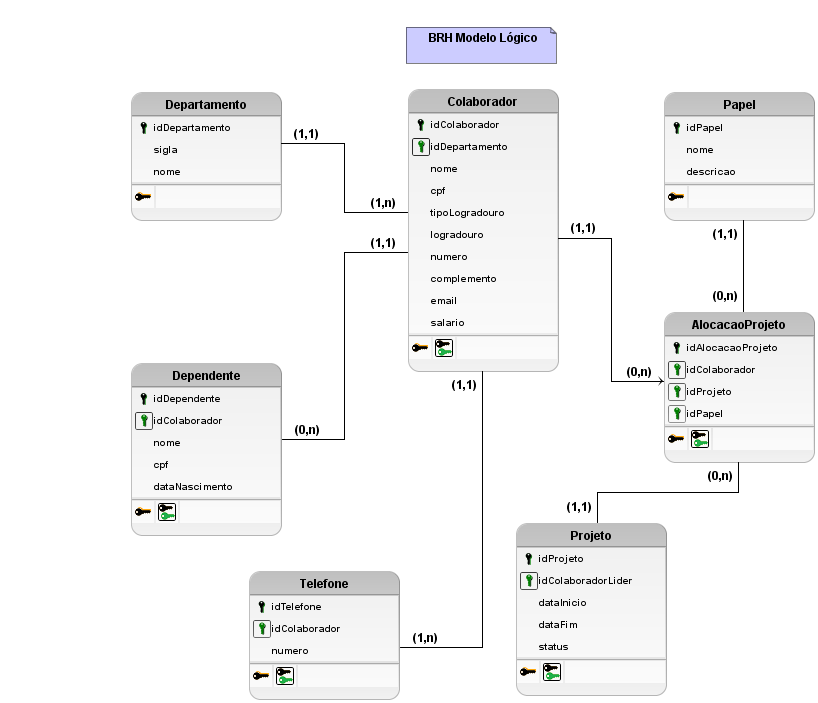 BRH Modelo Lógico
Departamento
idDepartamento
sigla
nome
(1,1)
(1,n)
Colaborador
idColaborador
idDepartamento
nome
cpf
tipoLogradouro
logradouro
numero
complemento
email
salario
(1,1)
(1,1)
(0,n)
(1,1)
Papel
idPapel
nome
descricao
(1,1)
(0,n)
AlocacaoProjeto
idAlocacaoProjeto
idColaborador
idProjeto
idPapel
(0,n)
(1,1)
Dependente
idDependente
idColaborador
nome
cpf
dataNascimento
(0,n)
Telefone
idTelefone
idColaborador
numero
(1,n)
Projeto
idProjeto
idColaboradorLider
dataInicio
dataFim
status